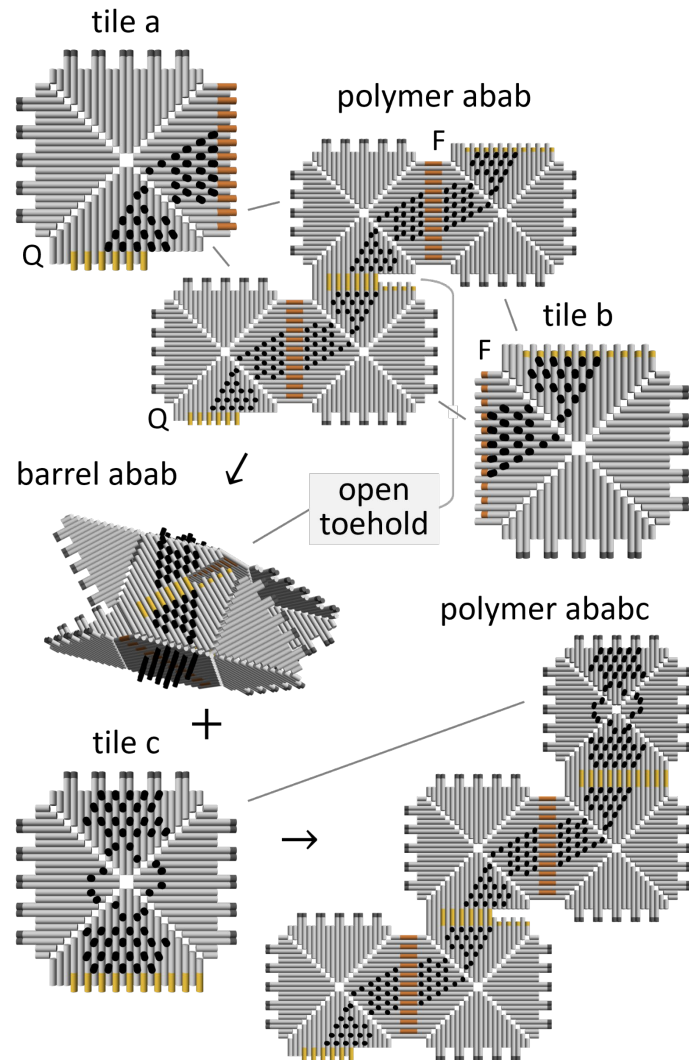 tile a
polymer abab
F
Q
tile b
F
Q
barrel abab
open
toehold
polymer ababc
+
tile c